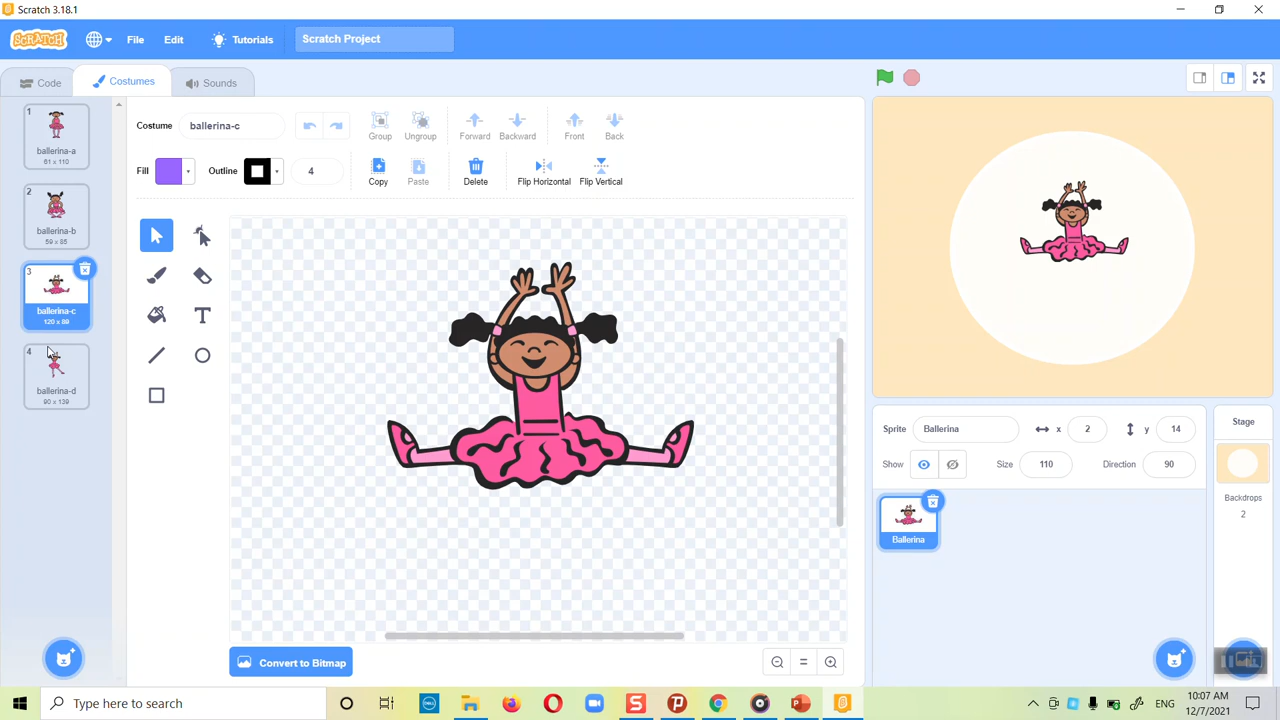 Scratch 3.18.1
SCRATCH
File
Edit
Tutorials
Scratch Project
Code
Costumes
Sounds
1
ballerina-a
61 x 110
2
ballerina-b
59 x 85
3
ballerina-c
120 x 89
4
ballerina-d
90 x 139
Costume
ballerina-c
Group
Ungroup
Forward
Backward
Front
Back
Fill
Outline
4
Copy
Paste
Delete
Flip Horizontal
Flip Vertical
Convert to Bitmap
Sprite
Ballerina
x
2
y
14
Show
Size
110
Direction
90
Ballerina
Stage
Backdrops
2
Type here to search
ENG
10:07 AM
12/7/2021